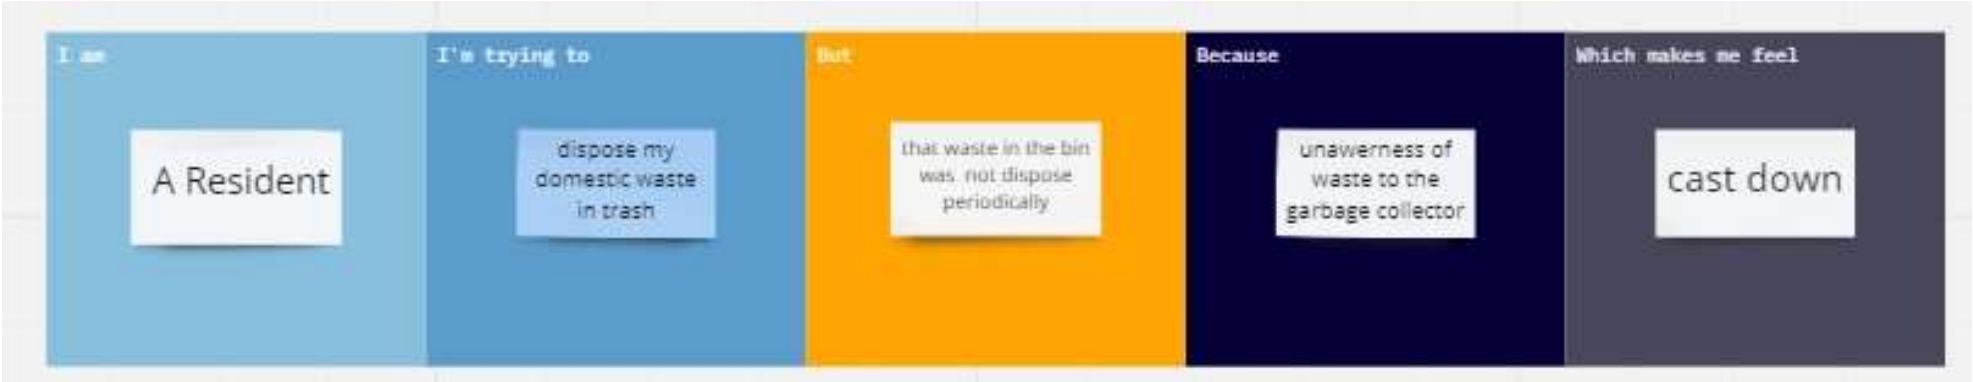 I am
A Resident
I'm trying to
dispose my
domestic waste
in trash
But
that waste in the bin
was not dispose
periodically
Because
unawerness of
waste to the
garbage collector
Which makes me feel
cast down